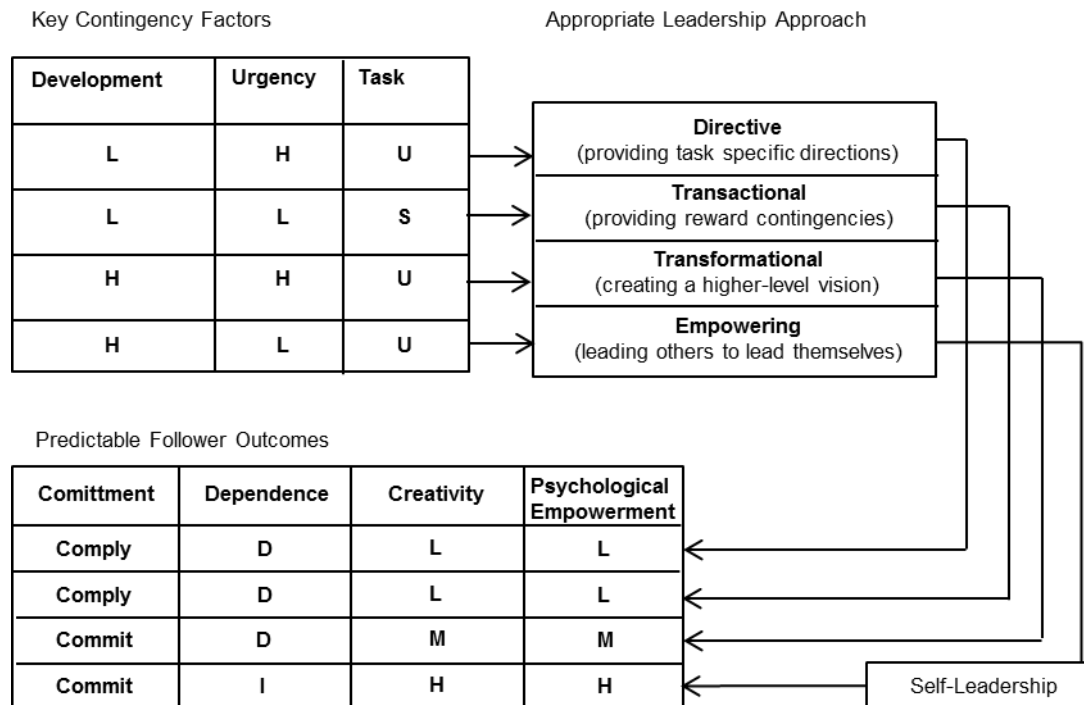 Key Contingency Factors
Appropriate Leadership Approach
Development Urgency Task
L H U
L L S
H H U
H L U
Directive
(providing task specific directions)
Transactional
(providing reward contingencies)
Transformational
(creating a higher-level vision)
Empowering
(leading others to lead themselves)
Predictable Follower Outcomes
Comittment Dependence Creativity Psychological
Empowerment
Comply D L L
Comply D L L
Commit D M M
Commit I H H
Self-Leadership